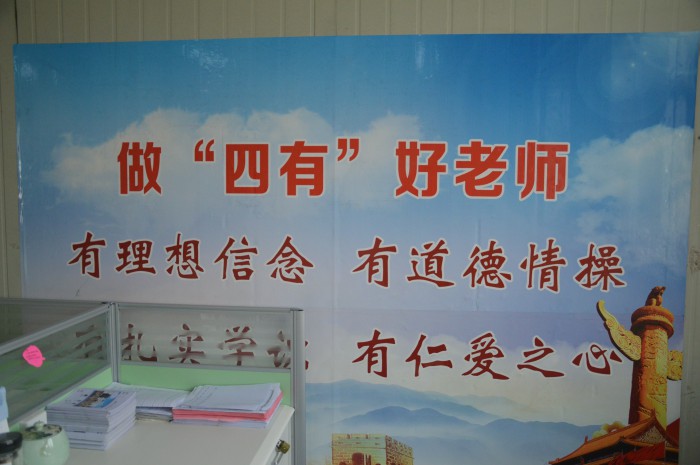 做“四有”好老师
有理想信念 有道德情操
有扎实学识 有仁爱之心